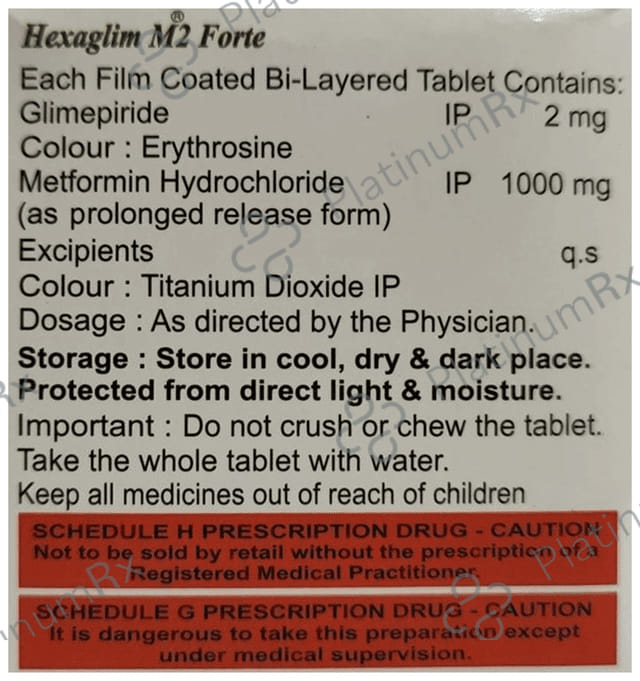 Hexaglim M2® Forte
Each Film Coated Bi-Layered Tablet Contains:
Glimepiride IP 2 mg
Colour : Erythrosine
Metformin Hydrochloride IP 1000 mg
(as prolonged release form)
Excipients q.s
Colour : Titanium Dioxide IP
Dosage : As directed by the Physician.
Storage : Store in cool, dry & dark place.
Protected from direct light & moisture.
Important : Do not crush or chew the tablet.
Take the whole tablet with water.
Keep all medicines out of reach of children
SCHEDULE H PRESCRIPTION DRUG - CAUTION
Not to be sold by retail without the prescription of a
Registered Medical Practitioner.
SCHEDULE G PRESCRIPTION DRUG - CAUTION
It is dangerous to take this preparation except
under medical supervision.
PlatinumRx
PlatinumRx